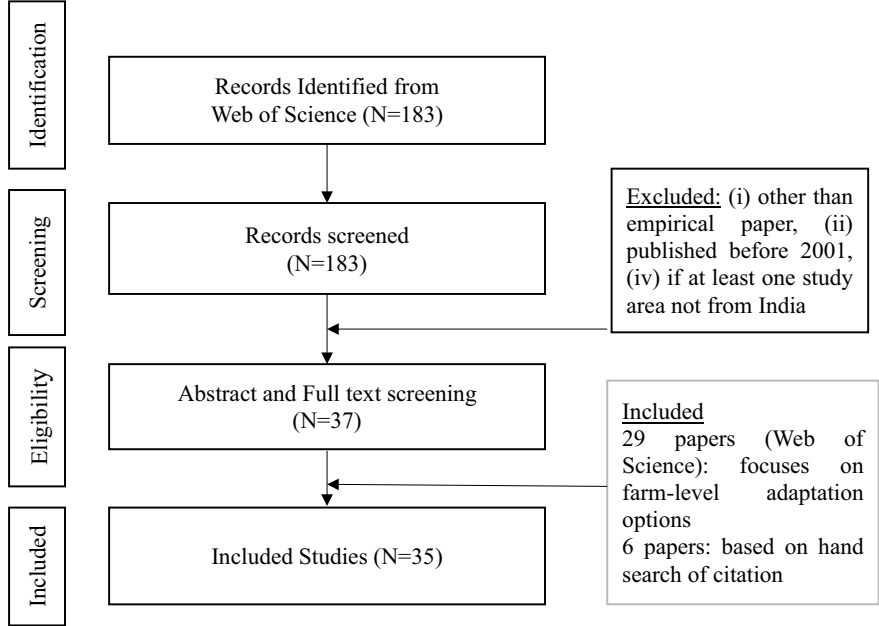 Identification
Records Identified from
Web of Science (N=183)
Screening
Records screened
(N=183)
Excluded: (i) other than
empirical paper, (ii)
published before 2001,
(iv) if at least one study
area not from India
Eligibility
Abstract and Full text screening
(N=37)
Included
29 papers (Web of
Science): focuses on
farm-level adaptation
options
6 papers: based on hand
search of citation
Included
Included Studies (N=35)